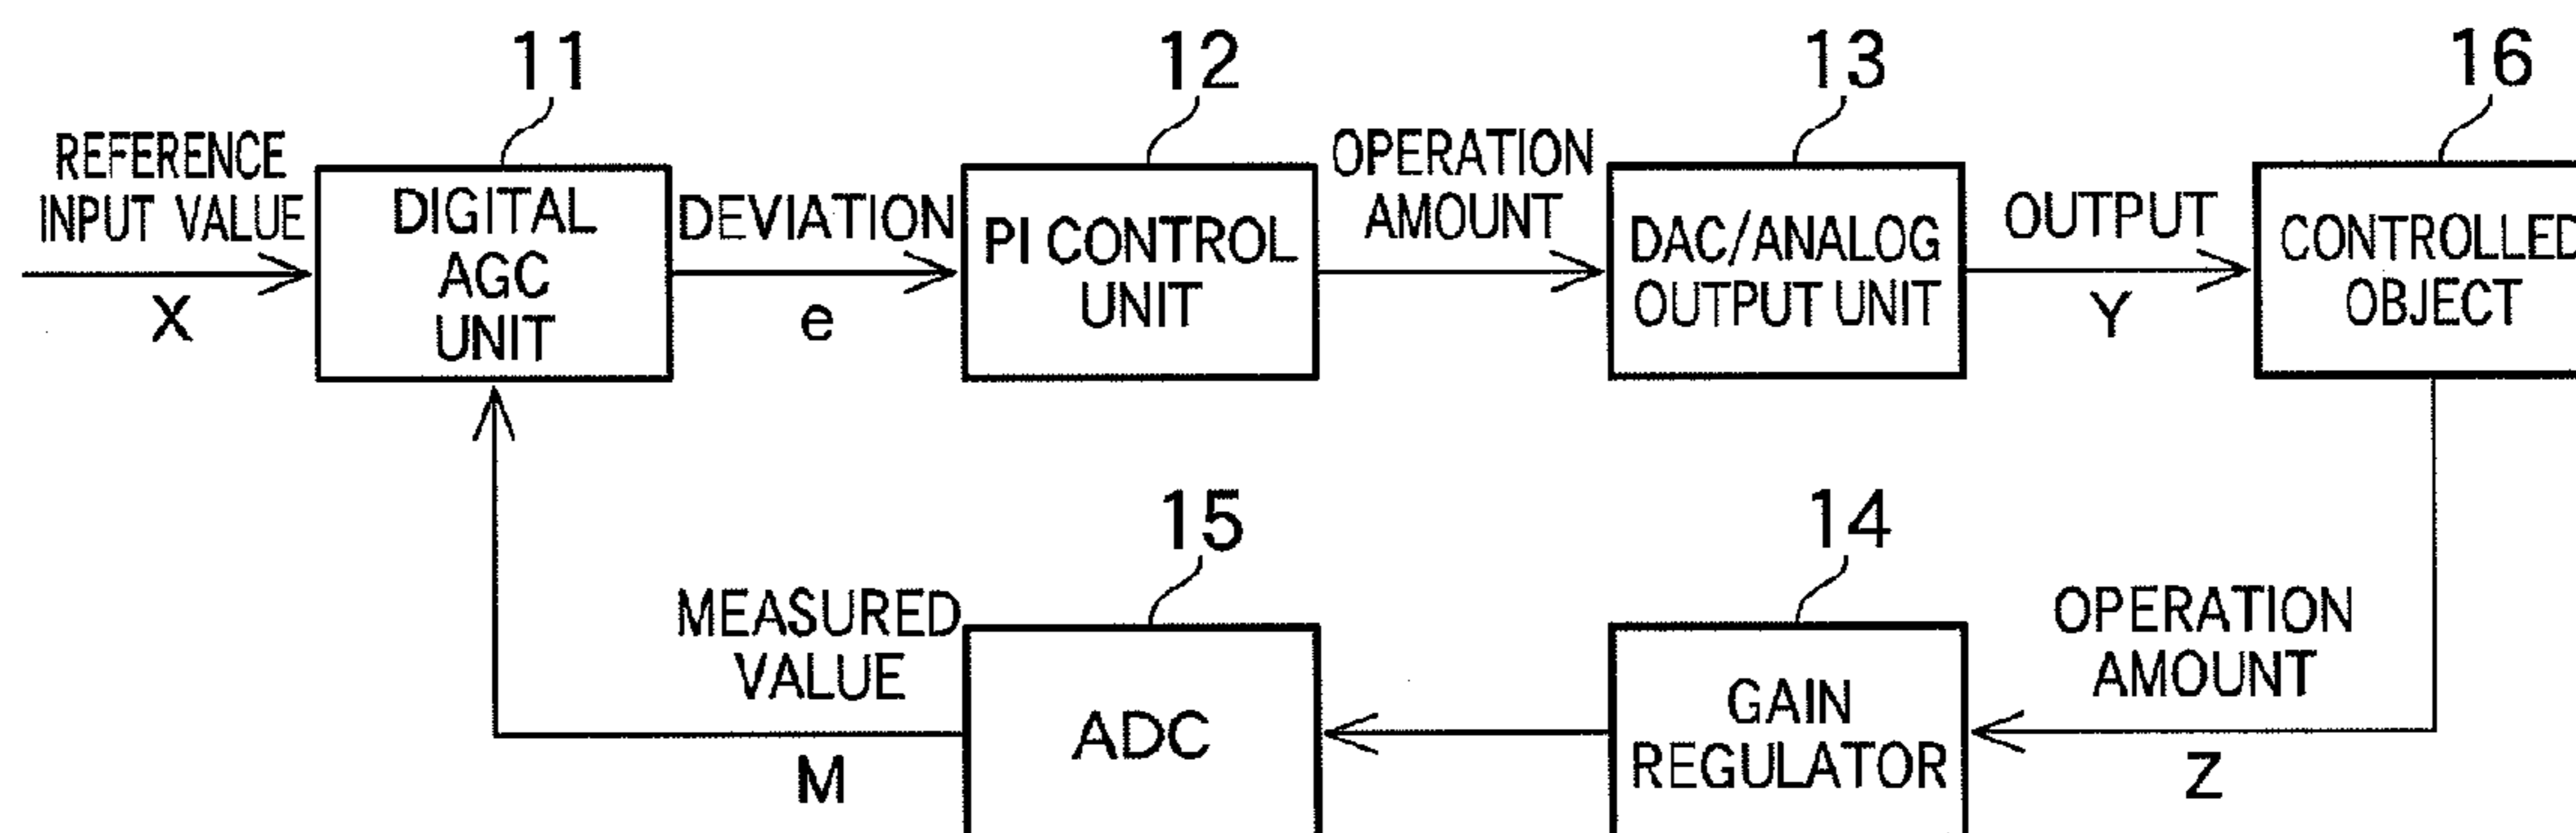 11
12
13
16
REFERENCE
INPUT VALUE
X
DIGITAL
AGC
UNIT
DEVIATION
e
PI CONTROL
UNIT
OPERATION
AMOUNT
DAC/ANALOG
OUTPUT UNIT
OUTPUT
Y
CONTROLLED
OBJECT
15
14
MEASURED
VALUE
M
ADC
GAIN
REGULATOR
OPERATION
AMOUNT
Z